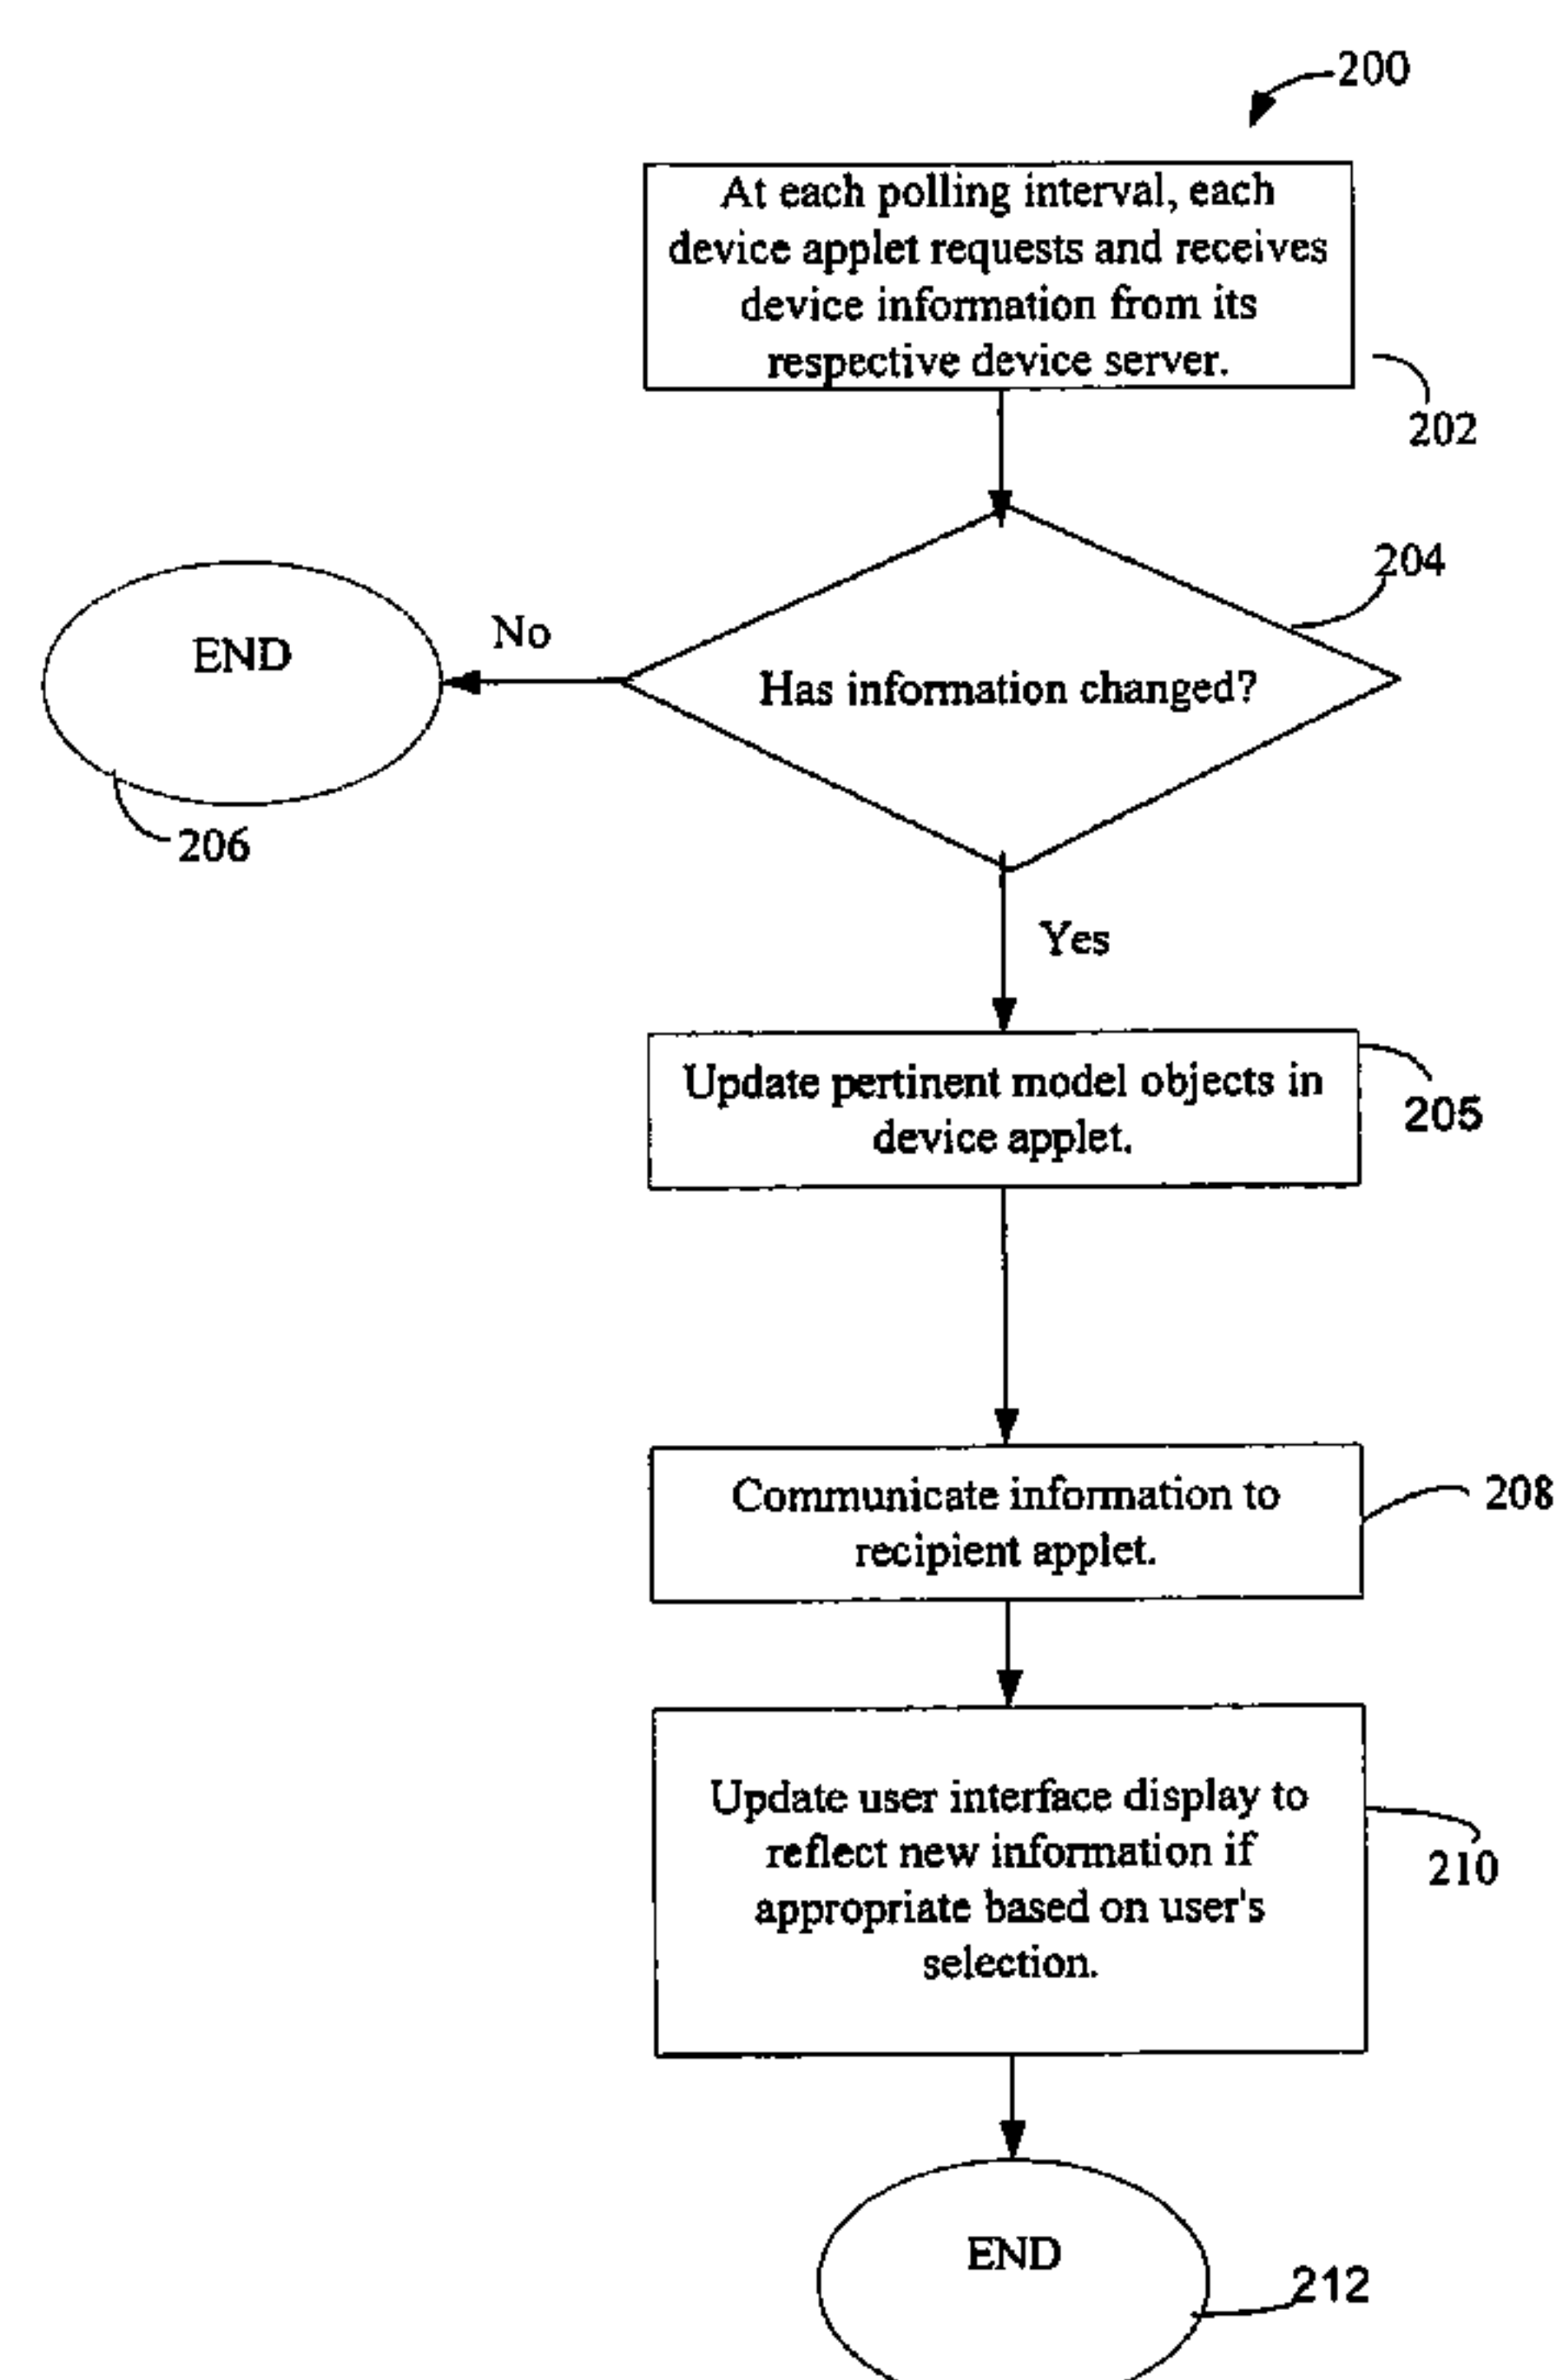 200
At each polling interval, each
device applet requests and receives
device information from its
respective device server.
202
204
Has information changed?
No
END
206
Yes
Update pertinent model objects in
device applet.
205
Communicate information to
recipient applet.
208
Update user interface display to
reflect new information if
appropriate based on user's
selection.
210
END
212